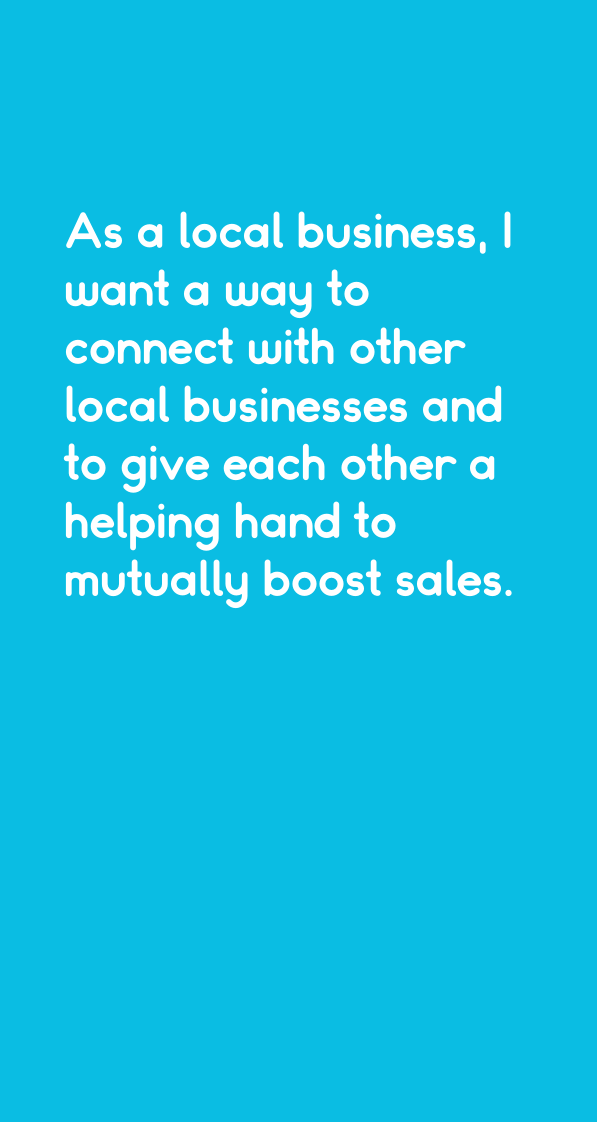 As a local business, I
want a way to
connect with other
local businesses and
to give each other a
helping hand to
mutually boost sales.